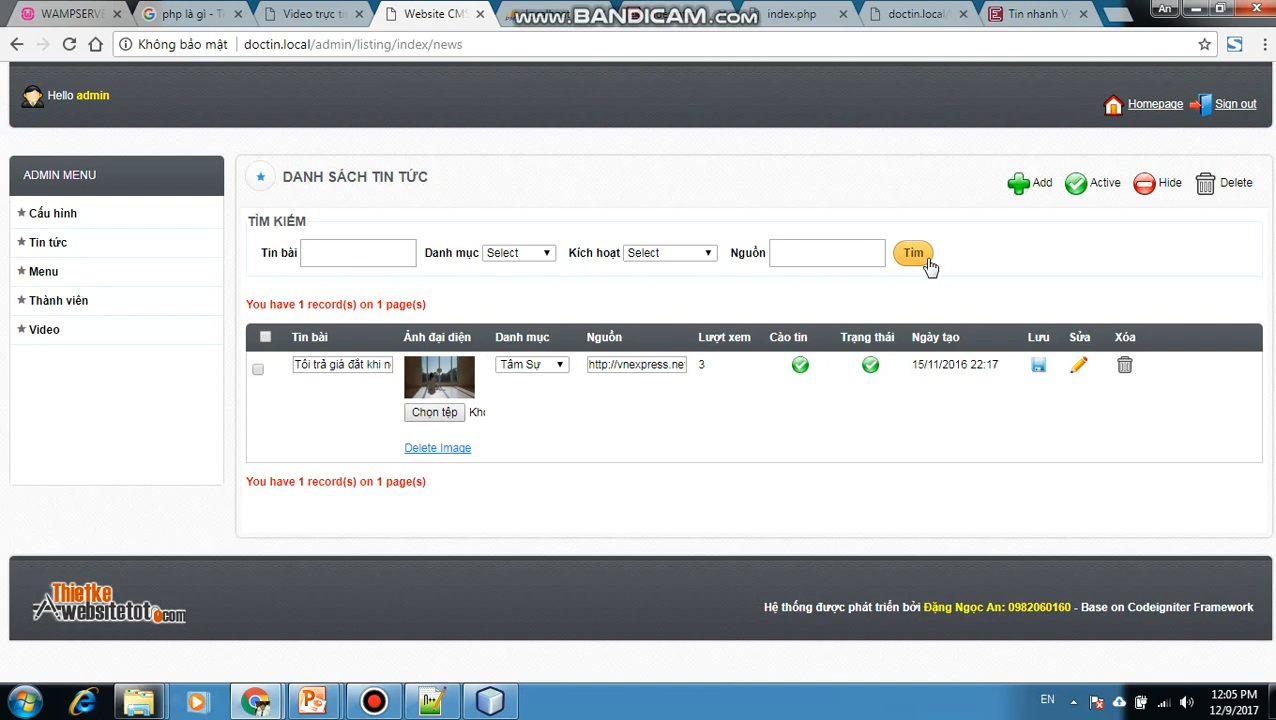 WAMPSERVE
php là gì - T
Video trực ti
Website CM
www.BANDICAM.com
index.php
doctin.local/
Tin nhanh V
An
Không bảo mật
doctin.local/admin/listing/index/news
Hello admin
Homepage
Sign out
ADMIN MENU
Cấu hình
Tin tức
Menu
Thành viên
Video
DANH SÁCH TIN TỨC
Add
Active
Hide
Delete
TÌM KIẾM
Tin bài
Danh mục
Select
Kích hoạt
Select
Nguồn
Tìm
You have 1 record(s) on 1 page(s)
Tin bài
Ảnh đại diện
Danh mục
Nguồn
Lượt xem
Cào tin
Trạng thái
Ngày tạo
Lưu
Sửa
Xóa
Tôi trả giá đắt khi n
Tâm Sự
http://vnexpress.ne
3
15/11/2016 22:17
Chọn tệp
Kh
Delete Image
You have 1 record(s) on 1 page(s)
Thietke
websitetot.com
Hệ thống được phát triển bởi Đặng Ngọc An: 0982060160 - Base on Codeigniter Framework
EN
12:05 PM
12/9/2017